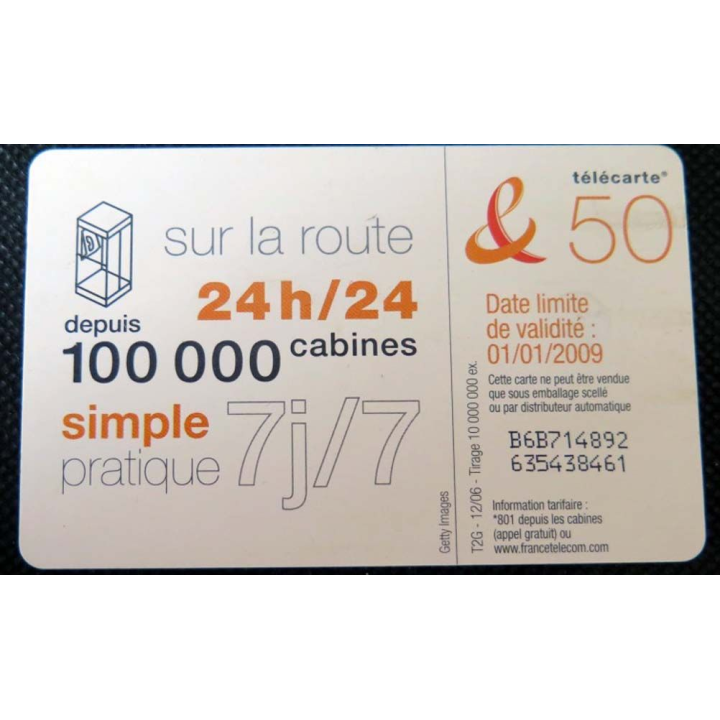 sur la route
24h/24
depuis
100 000 cabines
simple
pratique 7j/7
Getty Images
T2G - 12/06 - Tirage 10 000 000 ex.
télécarte®
50
Date limite
de validité :
01/01/2009
Cette carte ne peut être vendue
que sous emballage scellé
ou par distributeur automatique
B6B714892
635438461
Information tarifaire :
*801 depuis les cabines
(appel gratuit) ou
www.francetelecom.com